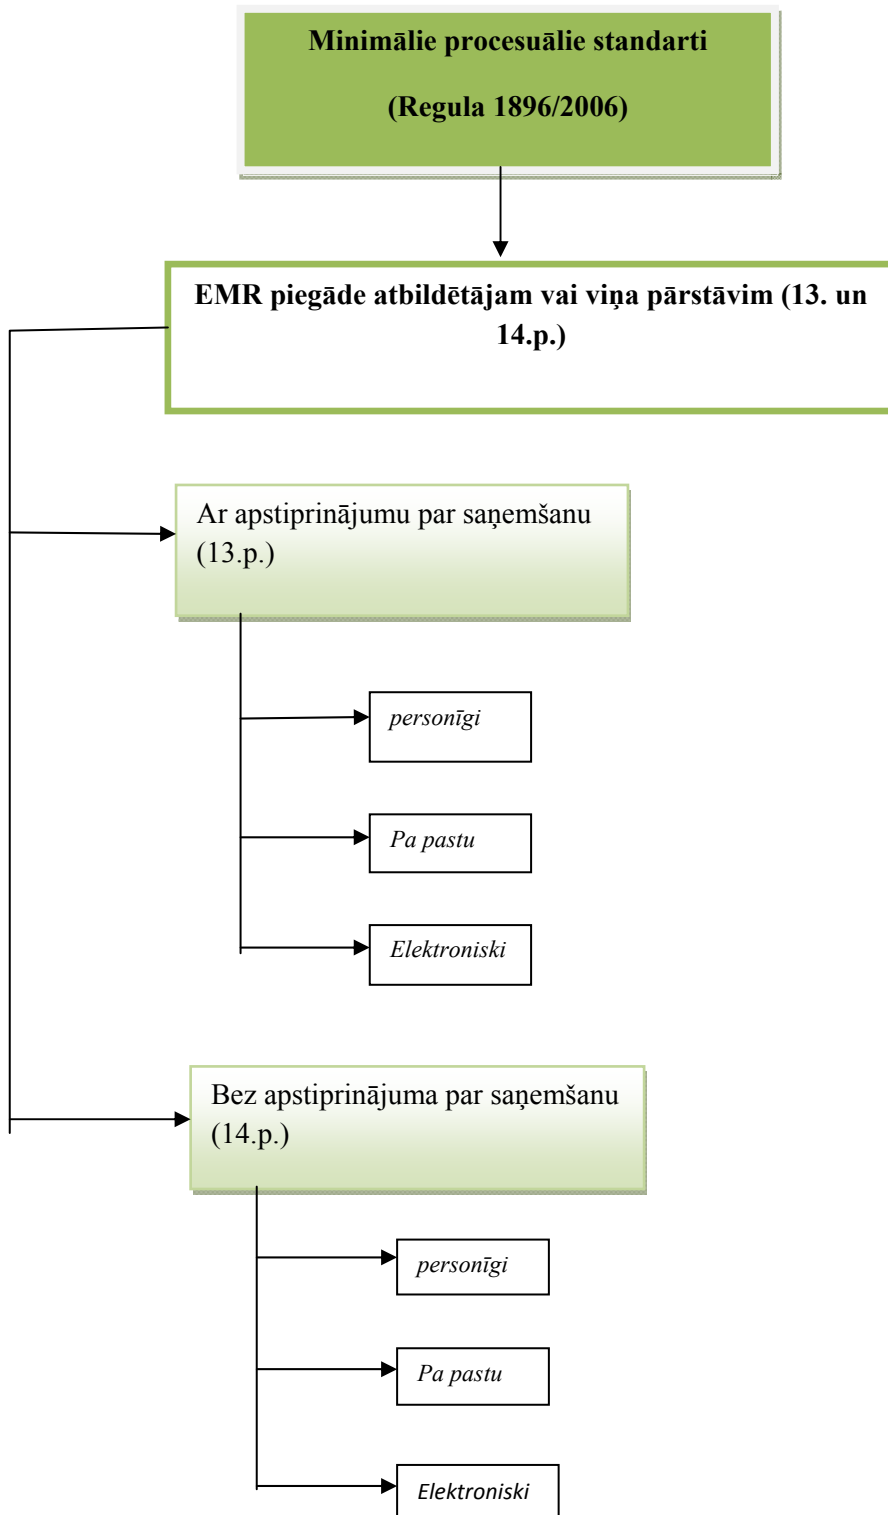 Minimālie procesuālie standarti
(Regula 1896/2006)
EMR piegāde atbildētājam vai viņa pārstāvim (13. un
14.p.)
Ar apstiprinājumu par saņemšanu
(13.p.)
personīgi
Pa pastu
Elektroniski
Bez apstiprinājuma par saņemšanu
(14.p.)
personīgi
Pa pastu
Elektroniski